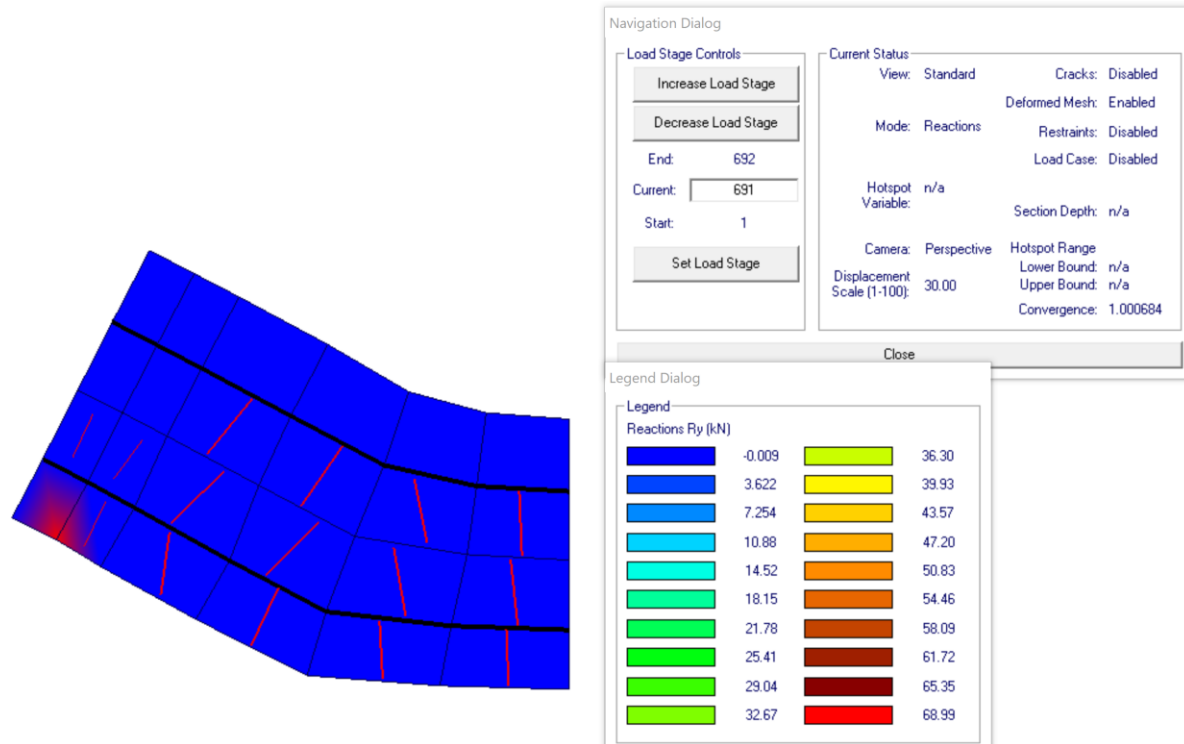 Navigation Dialog
Load Stage Controls
Increase Load Stage
Decrease Load Stage
End: 692
Current: 691
Start: 1
Set Load Stage
Current Status
View: Standard
Cracks: Disabled
Deformed Mesh: Enabled
Mode: Reactions
Restraints: Disabled
Load Case: Disabled
Hotspot Variable: n/a
Section Depth: n/a
Camera: Perspective
Hotspot Range
Lower Bound: n/a
Displacement Scale (1-100): 30.00
Upper Bound: n/a
Convergence: 1.000684
Close
Legend Dialog
Legend
Reactions Ry (kN)
-0.009 36.30
3.622 39.93
7.254 43.57
10.88 47.20
14.52 50.83
18.15 54.46
21.78 58.09
25.41 61.72
29.04 65.35
32.67 68.99